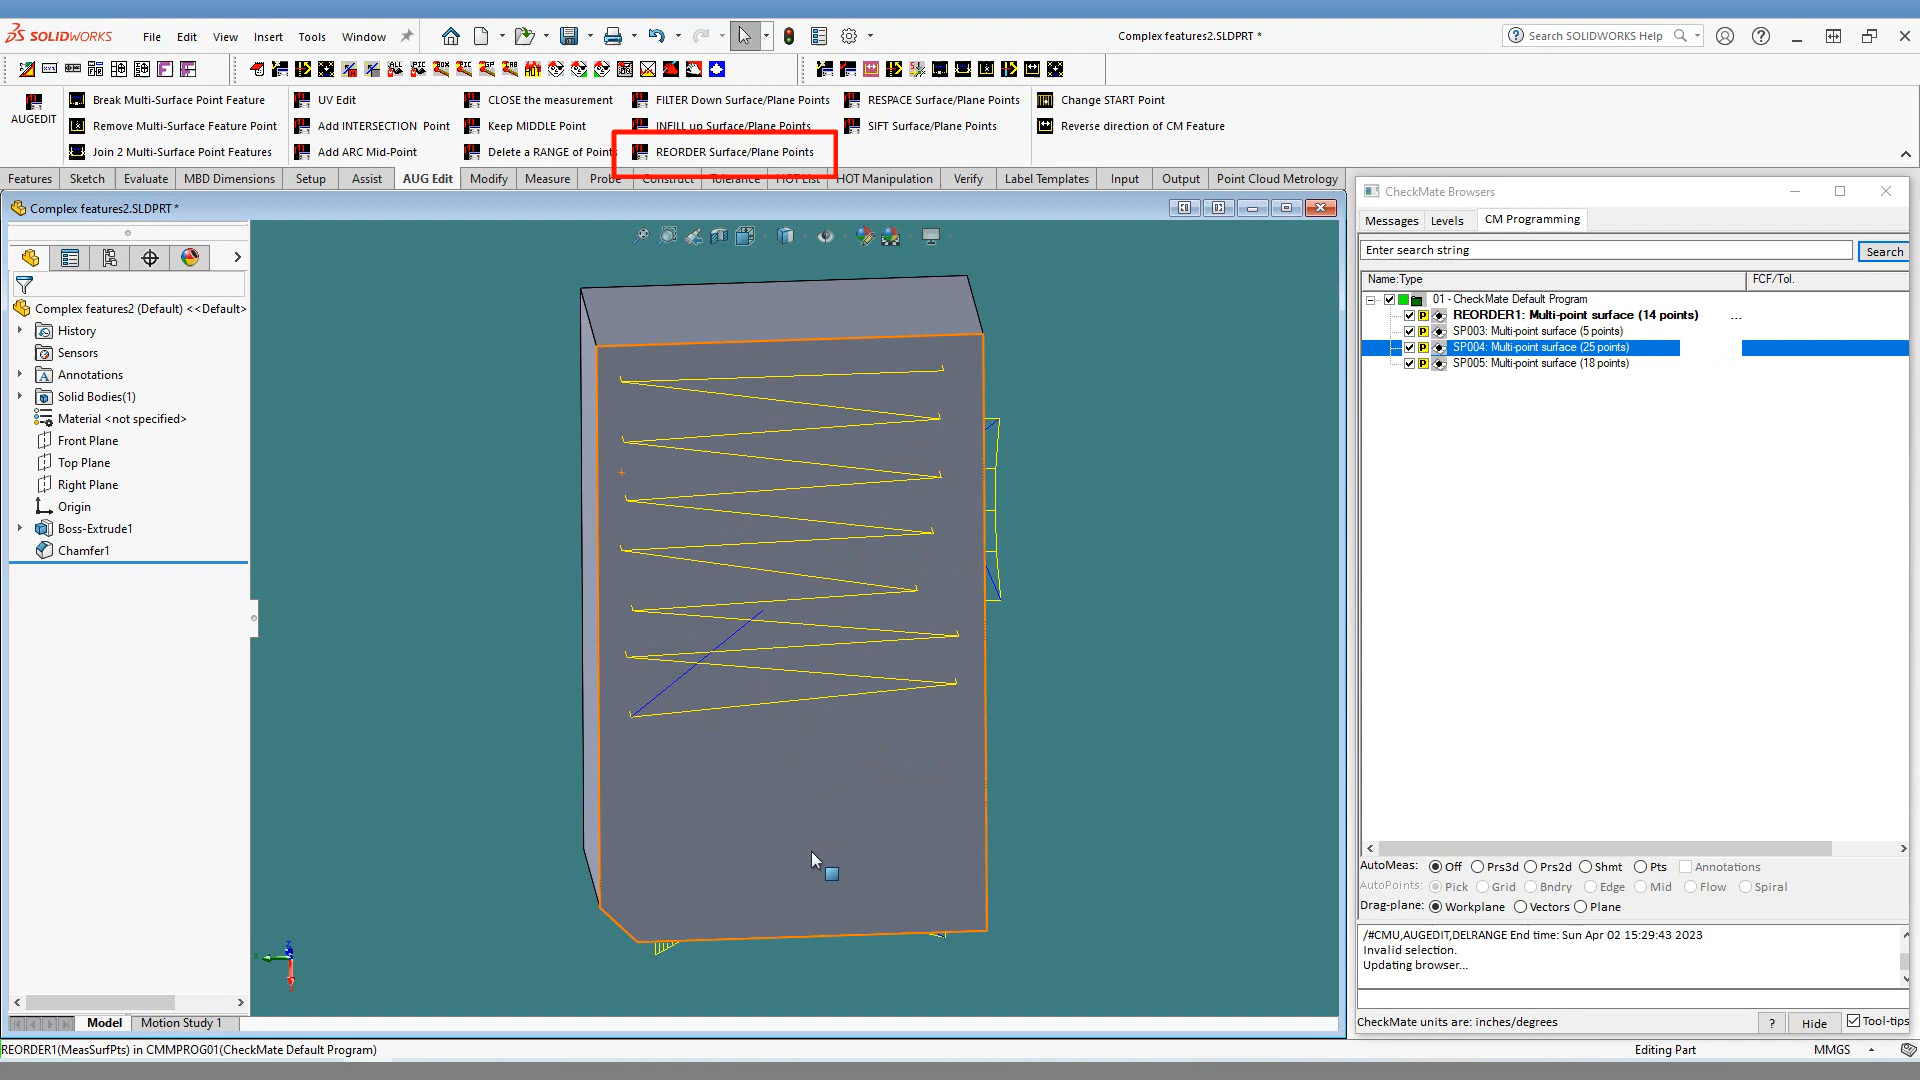 SOLIDWORKS File Edit View Insert Tools Window Complex features2.SLDPRT * Search SOLIDWORKS Help
AUGEDIT
Break Multi-Surface Point Feature UV Edit CLOSE the measurement FILTER Down Surface/Plane Points RESPACE Surface/Plane Points Change START Point
Remove Multi-Surface Feature Point Add INTERSECTION Point Keep MIDDLE Point INFILL up Surface/Plane Points SIFT Surface/Plane Points Reverse direction of CM Feature
Join 2 Multi-Surface Point Features Add ARC Mid-Point Delete a RANGE of Points REORDER Surface/Plane Points
Features Sketch Evaluate MBD Dimensions Setup Assist AUG Edit Modify Measure Probe Construct Tolerance HOT List HOT Manipulation Verify Label Templates Input Output Point Cloud Metrology
Complex features2.SLDPRT *
Complex features2 (Default) <<Default>
History
Sensors
Annotations
Solid Bodies(1)
Material <not specified>
Front Plane
Top Plane
Right Plane
Origin
Boss-Extrude1
Chamfer1
Model Motion Study 1
CheckMate Browsers
Messages Levels CM Programming
Enter search string Search
Name:Type FCF/Tol.
01 - CheckMate Default Program
REORDER1: Multi-point surface (14 points) ...
SP003: Multi-point surface (5 points)
SP004: Multi-point surface (25 points)
SP005: Multi-point surface (18 points)
AutoMeas: Off Prs3d Prs2d Shmt Pts Annotations
AutoPoints: Pick Grid Bndry Edge Mid Flow Spiral
Drag-plane: Workplane Vectors Plane
/#CMU,AUGEDIT,DELRANGE End time: Sun Apr 02 15:29:43 2023
Invalid selection.
Updating browser...
CheckMate units are: inches/degrees ? Hide Tool-tips
REORDER1(MeasSurfPts) in CMMPROG01(CheckMate Default Program) Editing Part MMGS